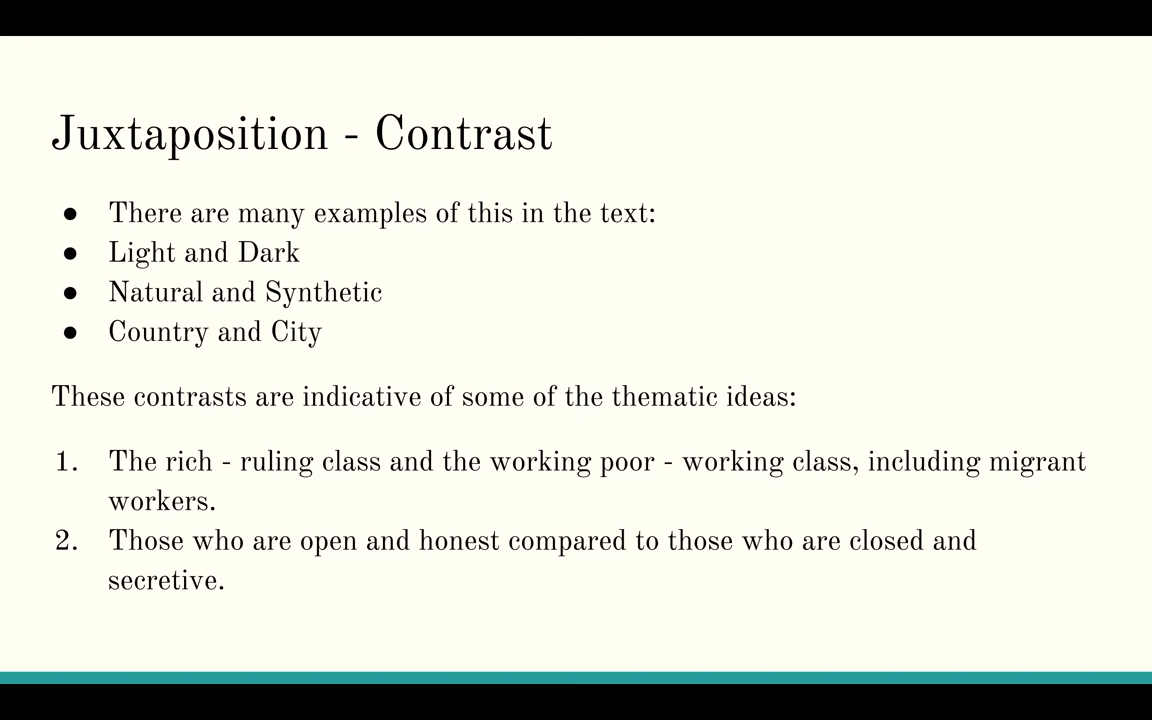 Juxtaposition - Contrast
● There are many examples of this in the text:
● Light and Dark
● Natural and Synthetic
● Country and City
These contrasts are indicative of some of the thematic ideas:
1. The rich - ruling class and the working poor - working class, including migrant
workers.
2. Those who are open and honest compared to those who are closed and
secretive.